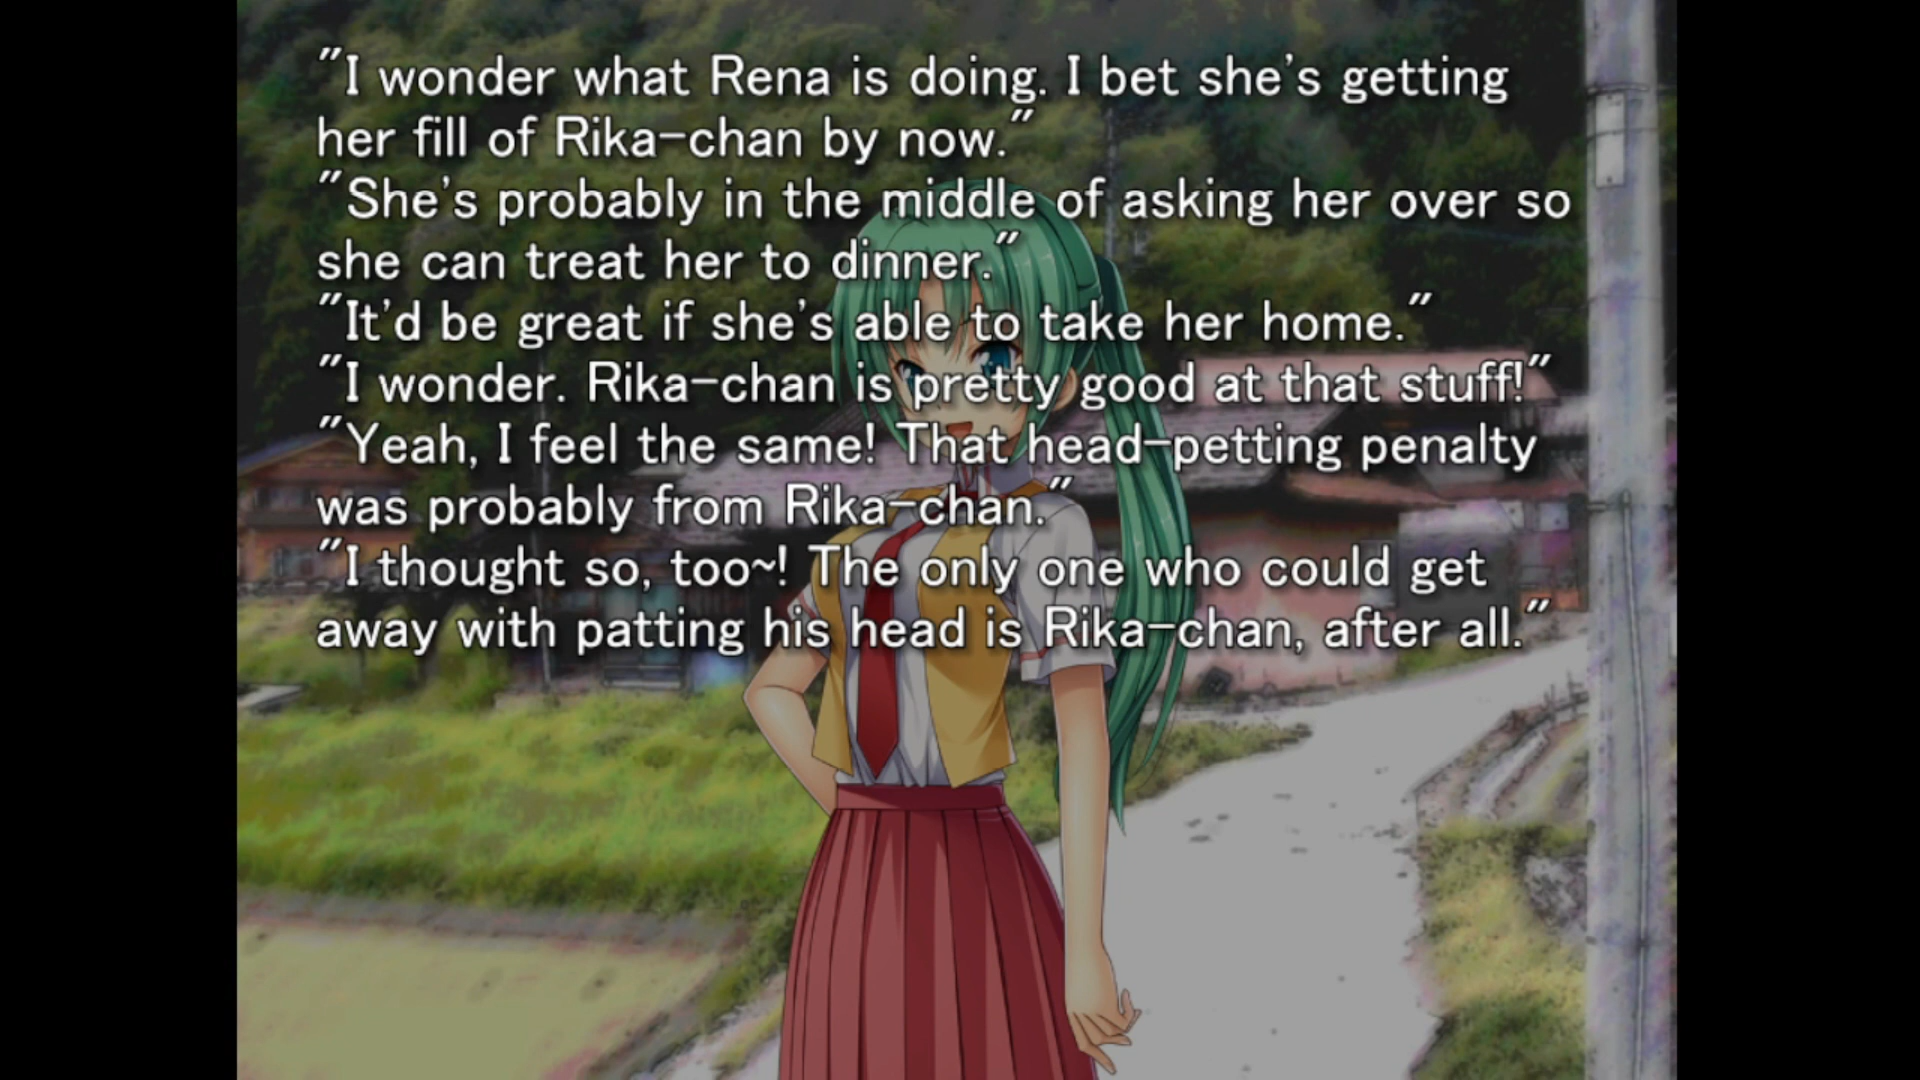 "I wonder what Rena is doing. I bet she's getting
her fill of Rika-chan by now."
"She's probably in the middle of asking her over so
she can treat her to dinner."
"It'd be great if she's able to take her home."
"I wonder. Rika-chan is pretty good at that stuff!"
"Yeah, I feel the same! That head-petting penalty
was probably from Rika-chan."
"I thought so, too~! The only one who could get
away with patting his head is Rika-chan, after all."